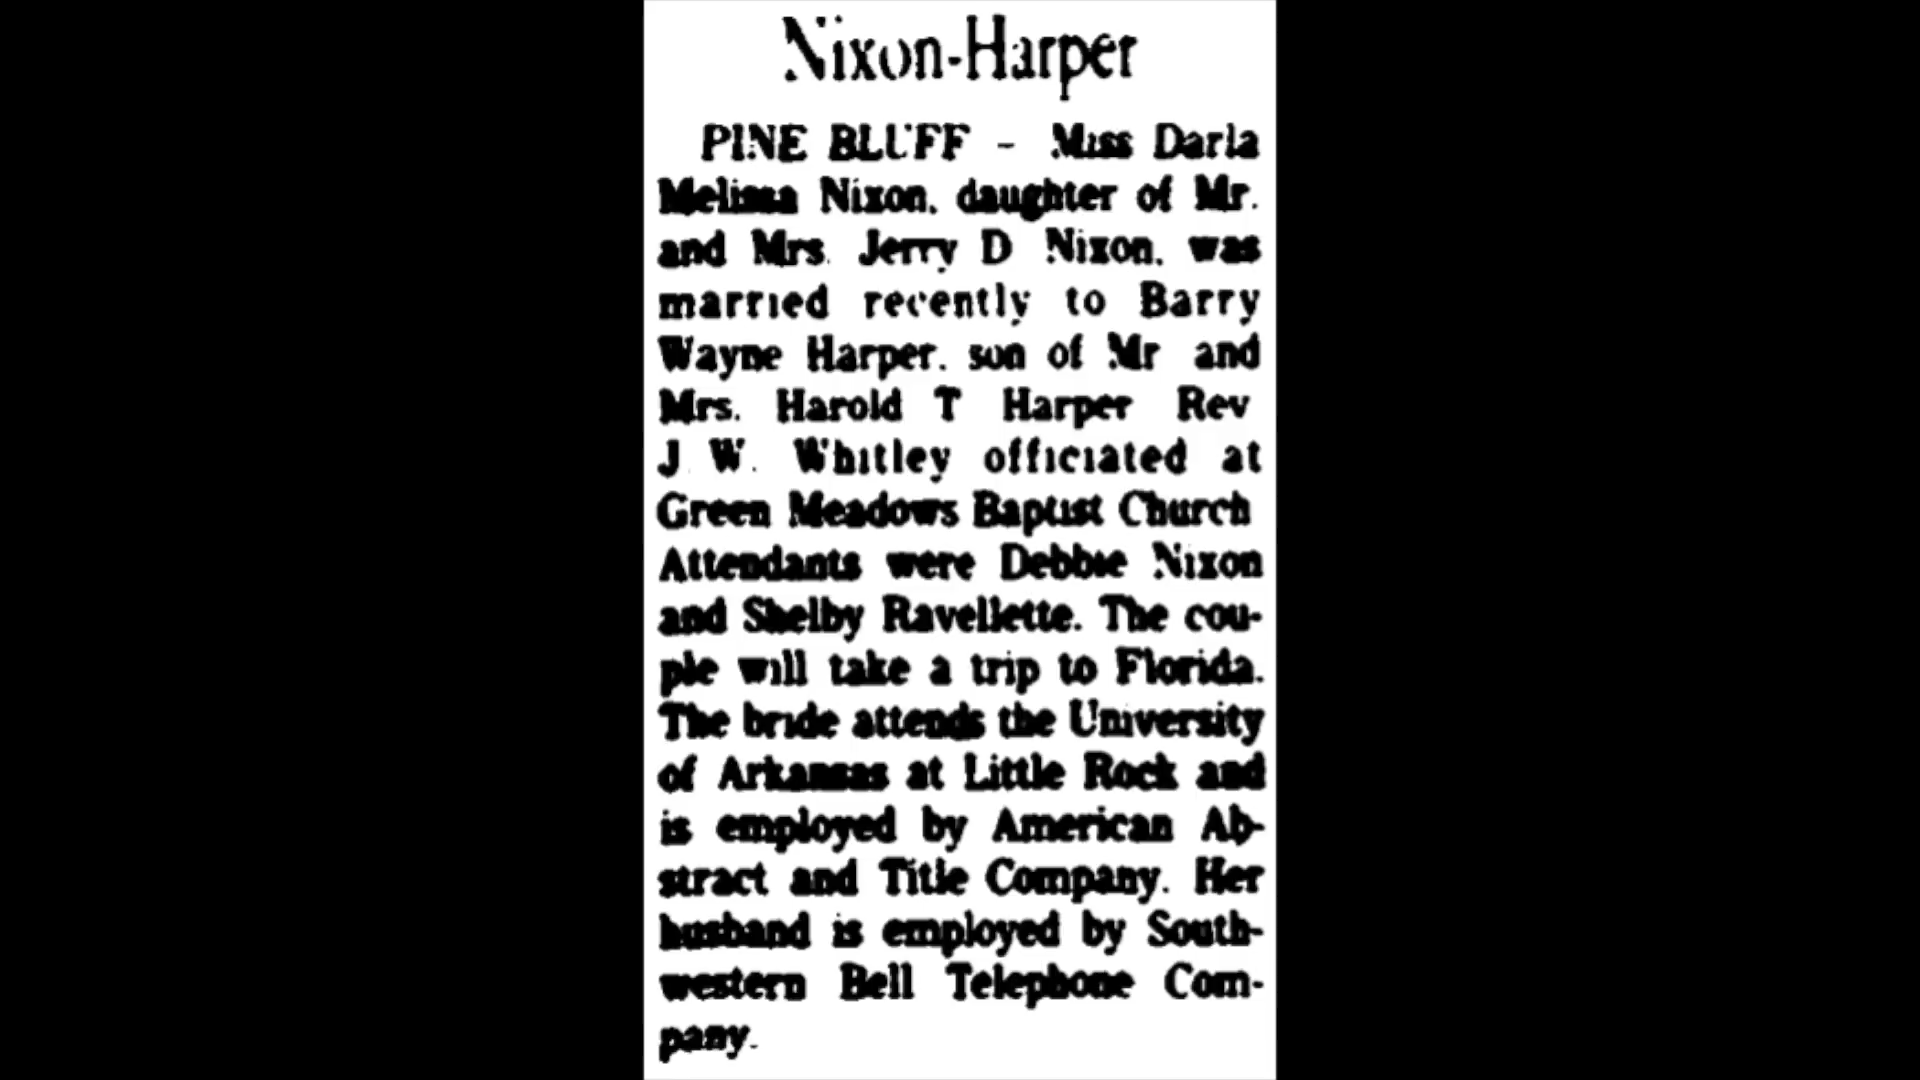 Nixon-Harper
PINE BLUFF - Miss Darla
Melissa Nixon, daughter of Mr.
and Mrs. Jerry D Nixon, was
married recently to Barry
Wayne Harper, son of Mr and
Mrs. Harold T Harper Rev
J W. Whitley officiated at
Green Meadows Baptist Church
Attendants were Debbie Nixon
and Shelby Ravellette. The cou-
ple will take a trip to Florida.
The bride attends the University
of Arkansas at Little Rock and
is employed by American Ab-
stract and Title Company. Her
husband is employed by South-
western Bell Telephone Com-
pany.